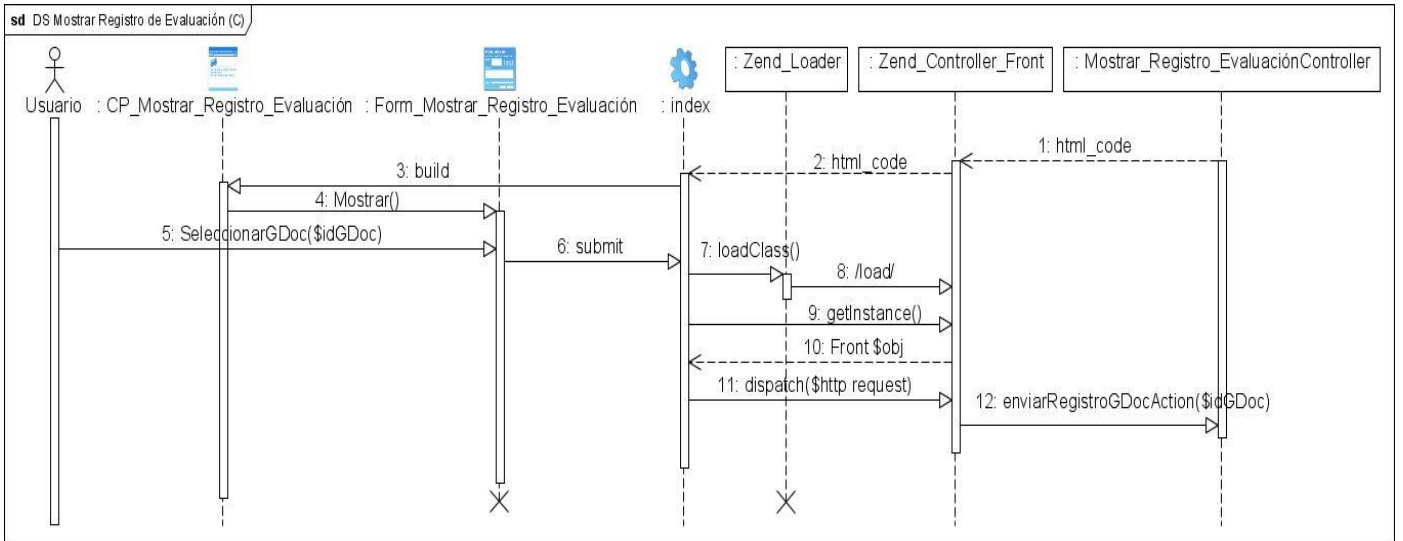 sd DS Mostrar Registro de Evaluación (C)
Usuario
: CP_Mostrar_Registro_Evaluación
: Form_Mostrar_Registro_Evaluación
: index
: Zend_Loader
: Zend_Controller_Front
: Mostrar_Registro_EvaluaciónController
1: html_code
2: html_code
3: build
4: Mostrar()
5: SeleccionarGDoc($idGDoc)
6: submit
7: loadClass()
8: /load/
9: getInstance()
10: Front $obj
11: dispatch($http request)
12: enviarRegistroGDocAction($idGDoc)